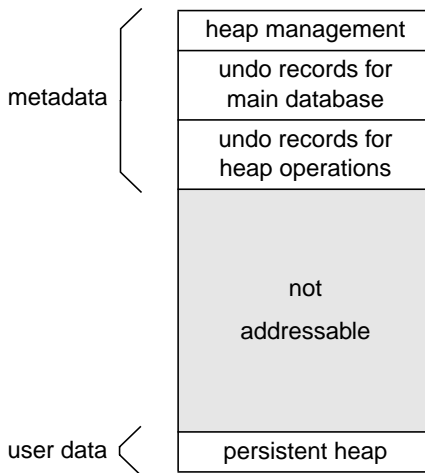 heap management
undo records for
main database
metadata
undo records for
heap operations
not
addressable
user data
persistent heap